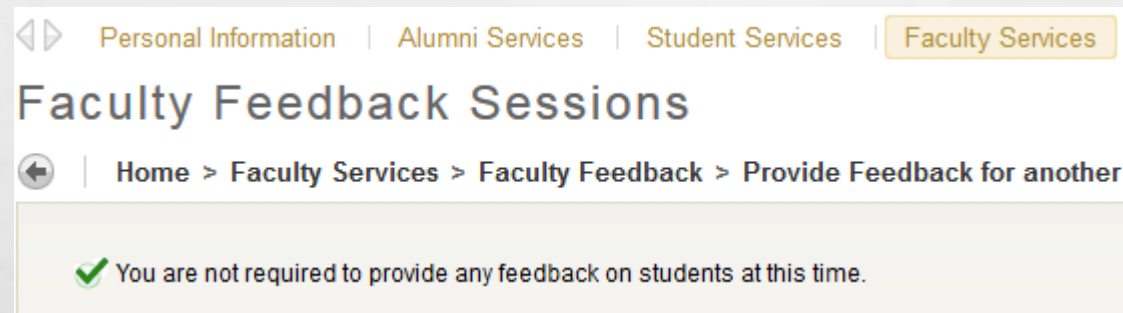 Personal Information | Alumni Services | Student Services | Faculty Services
Faculty Feedback Sessions
Home > Faculty Services > Faculty Feedback > Provide Feedback for another
You are not required to provide any feedback on students at this time.